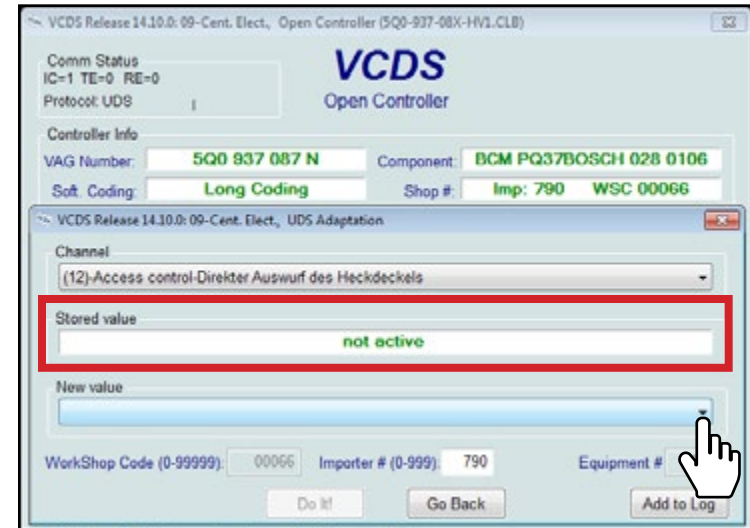 VCDS Release 14.10.0: 09-Cent. Elect., Open Controller (5Q0-937-08X-HV1.CLB)
Comm Status
IC=1 TE=0 RE=0
Protocol: UDS
VCDS
Open Controller
Controller Info
VAG Number: 5Q0 937 087 N Component: BCM PQ37BOSCH 028 0106
Soft. Coding: Long Coding Shop #: Imp: 790 WSC 00066
VCDS Release 14.10.0: 09-Cent. Elect., UDS Adaptation
Channel
(12)-Access control-Direkter Auswurf des Heckdeckels
Stored value
not active
New value
WorkShop Code (0-99999): 00066 Importer # (0-999): 790 Equipment #
Do It! Go Back Add to Log